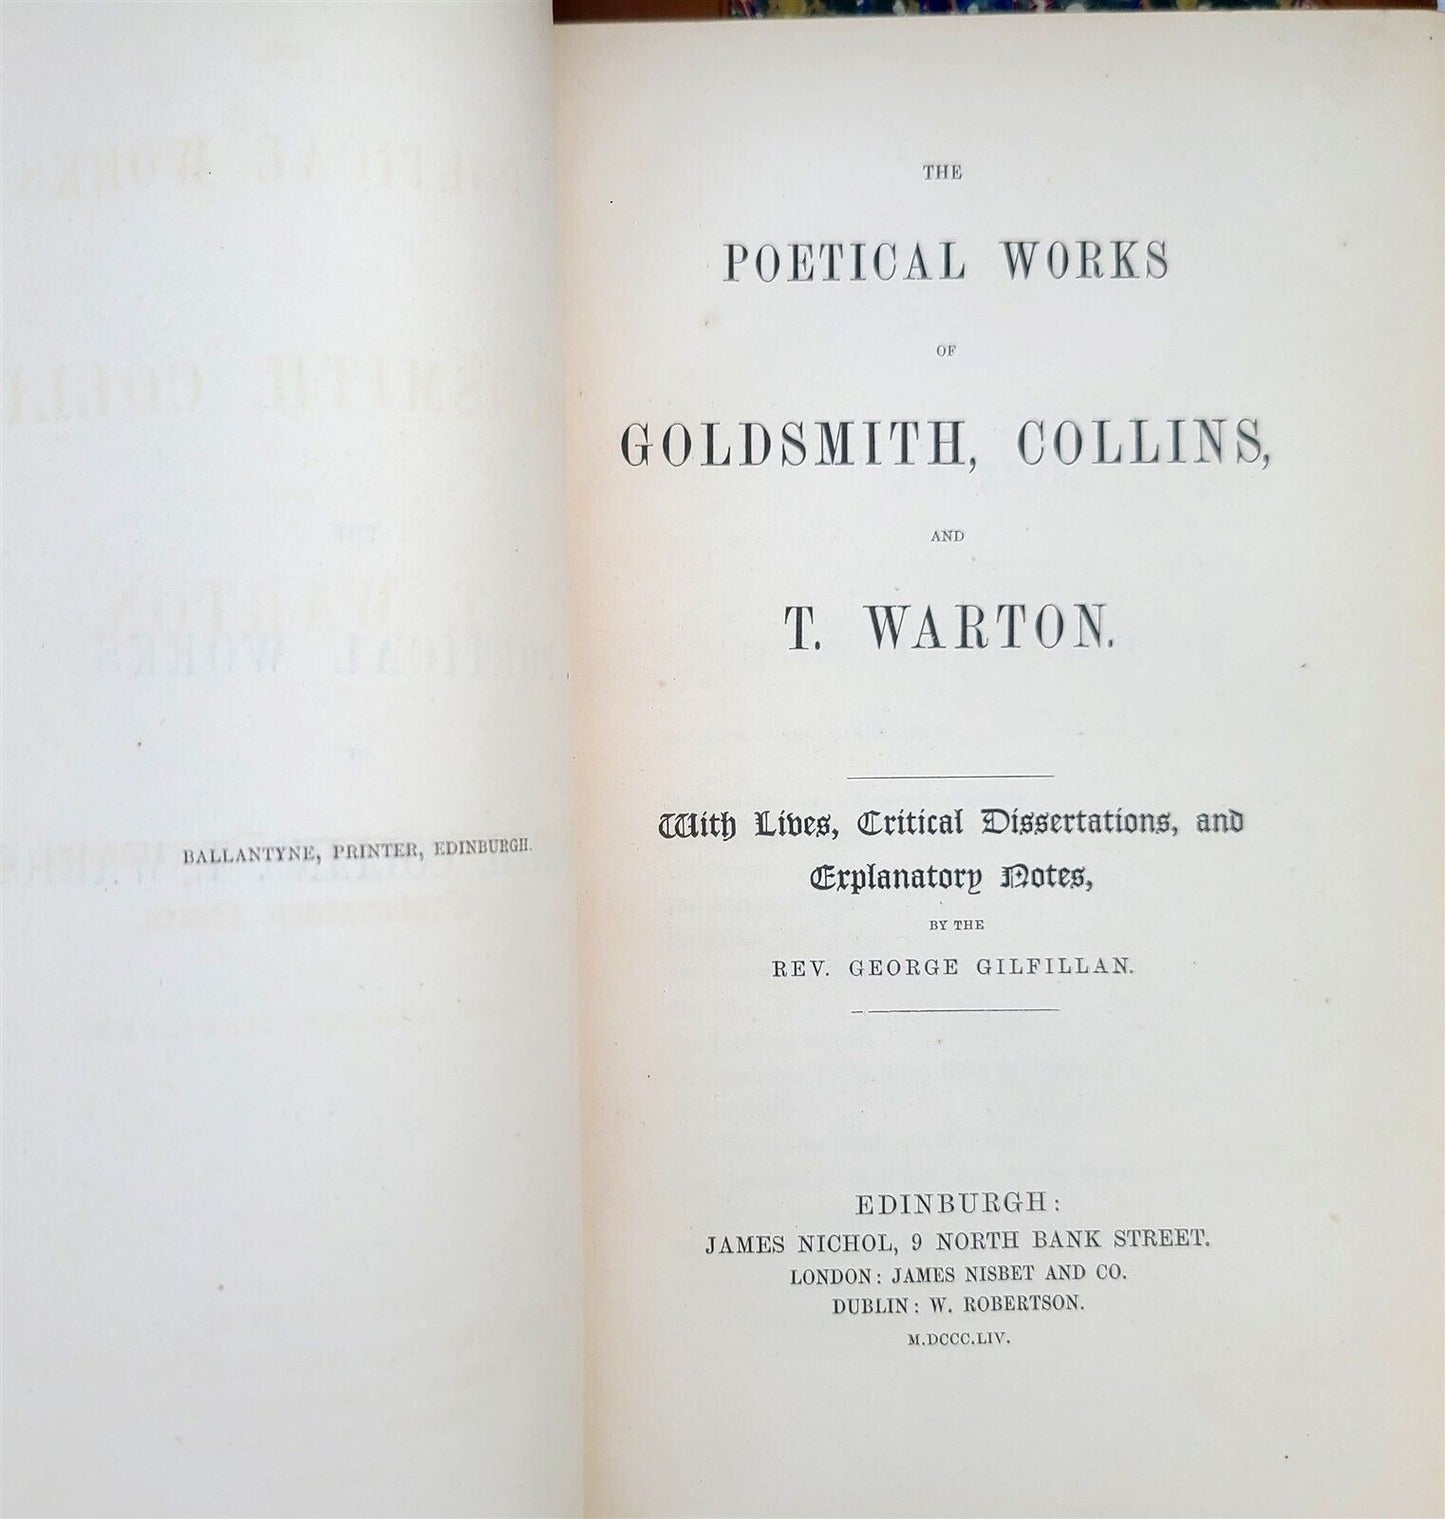 BALLANTYNE, PRINTER, EDINBURGH.
THE
POETICAL WORKS
OF
GOLDSMITH, COLLINS,
AND
T. WARTON.
With Lives, Critical Dissertations, and
Explanatory Notes,
BY THE
REV. GEORGE GILFILLAN.
EDINBURGH:
JAMES NICHOL, 9 NORTH BANK STREET.
LONDON: JAMES NISBET AND CO.
DUBLIN: W. ROBERTSON.
M.DCCC.LIV.